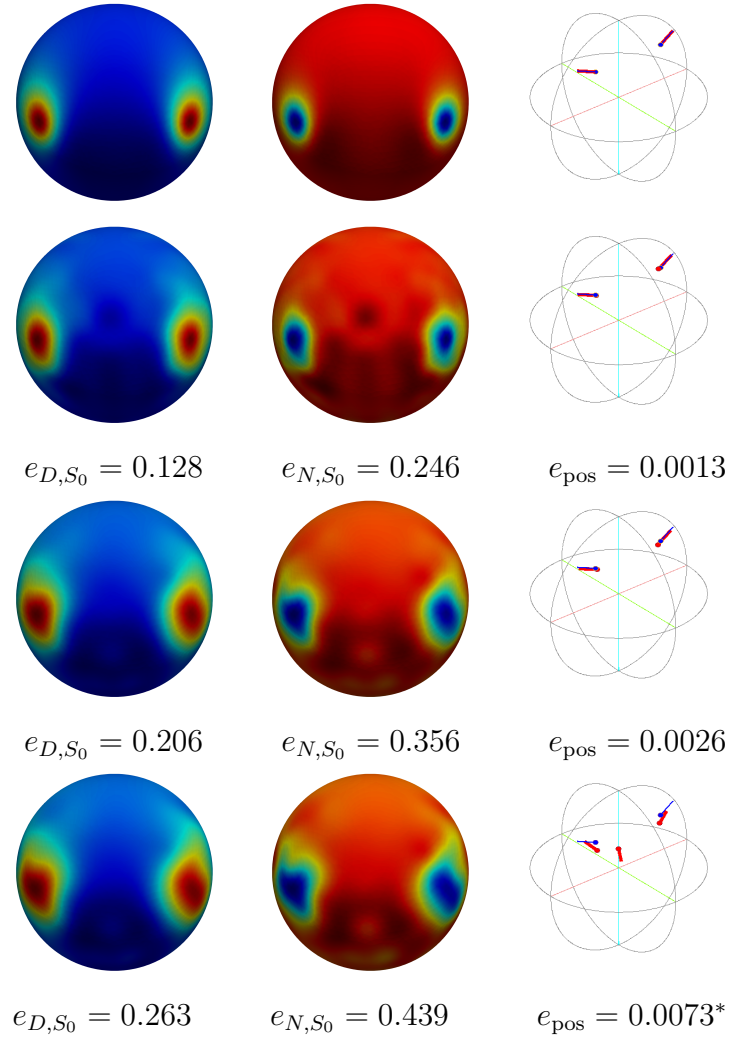 e_{D,S_0} = 0.128 e_{N,S_0} = 0.246 e_{pos} = 0.0013
e_{D,S_0} = 0.206 e_{N,S_0} = 0.356 e_{pos} = 0.0026
e_{D,S_0} = 0.263 e_{N,S_0} = 0.439 e_{pos} = 0.0073*